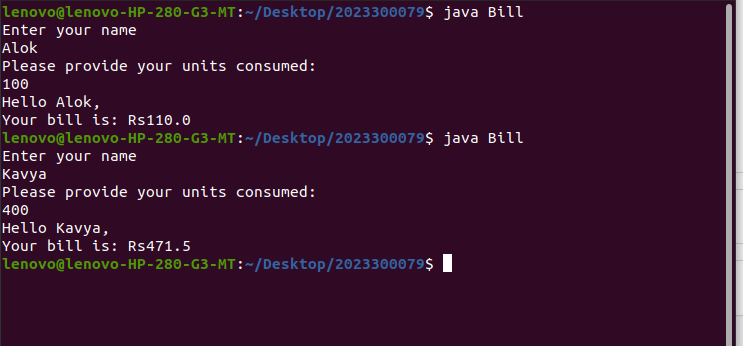 lenovo@lenovo-HP-280-G3-MT:~/Desktop/2023300079$ java Bill
Enter your name
Alok
Please provide your units consumed:
100
Hello Alok,
Your bill is: Rs110.0
lenovo@lenovo-HP-280-G3-MT:~/Desktop/2023300079$ java Bill
Enter your name
Kavya
Please provide your units consumed:
400
Hello Kavya,
Your bill is: Rs471.5
lenovo@lenovo-HP-280-G3-MT:~/Desktop/2023300079$